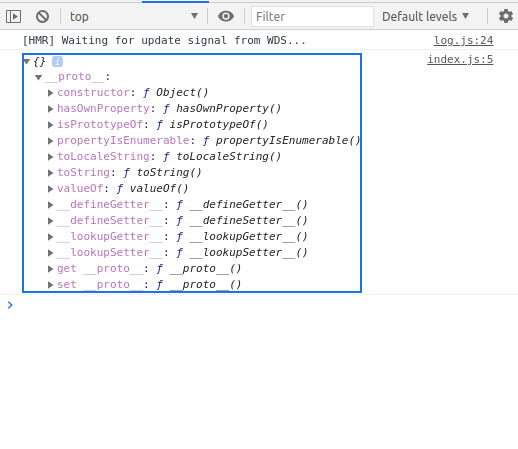 top
Filter
Default levels
[HMR] Waiting for update signal from WDS... log.js:24
{} i index.js:5
__proto__:
constructor: ƒ Object()
hasOwnProperty: ƒ hasOwnProperty()
isPrototypeOf: ƒ isPrototypeOf()
propertyIsEnumerable: ƒ propertyIsEnumerable()
toLocaleString: ƒ toLocaleString()
toString: ƒ toString()
valueOf: ƒ valueOf()
__defineGetter__: ƒ __defineGetter__()
__defineSetter__: ƒ __defineSetter__()
__lookupGetter__: ƒ __lookupGetter__()
__lookupSetter__: ƒ __lookupSetter__()
get __proto__: ƒ __proto__()
set __proto__: ƒ __proto__()